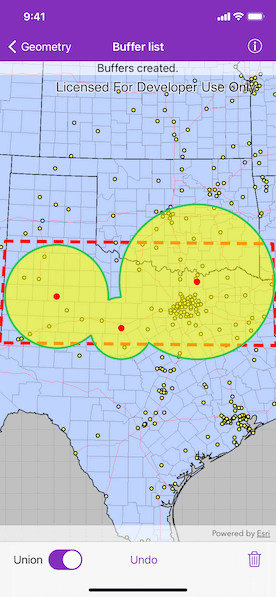 9:41
Geometry
Buffer list
Buffers created.
Licensed For Developer Use Only
Powered by Esri
Union
Undo